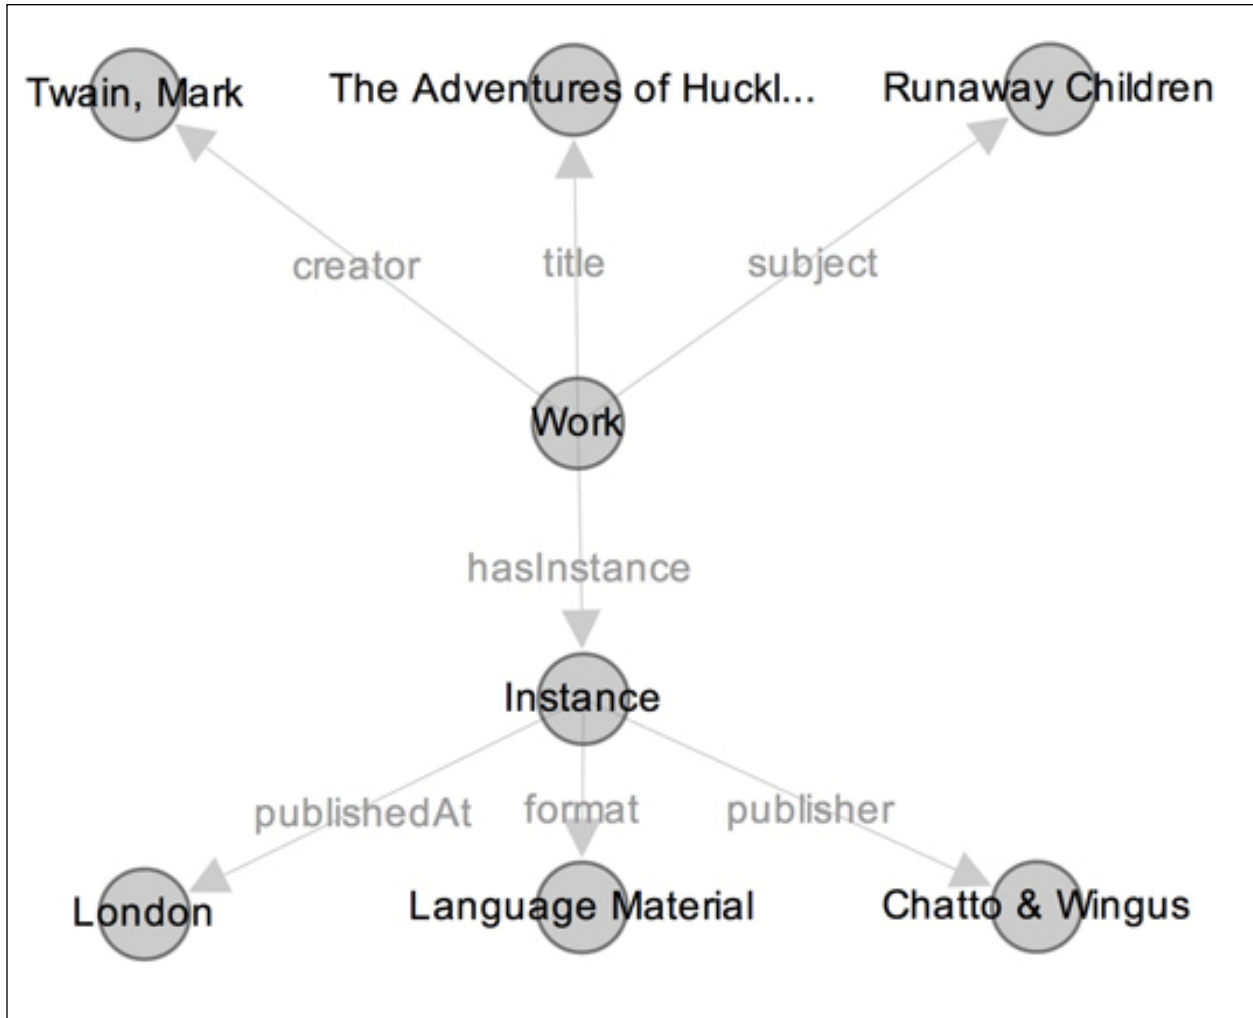 Twain, Mark
The Adventures of Huckl...
Runaway Children
creator
title
subject
Work
hasInstance
Instance
publishedAt
format
publisher
London
Language Material
Chatto & Wingus